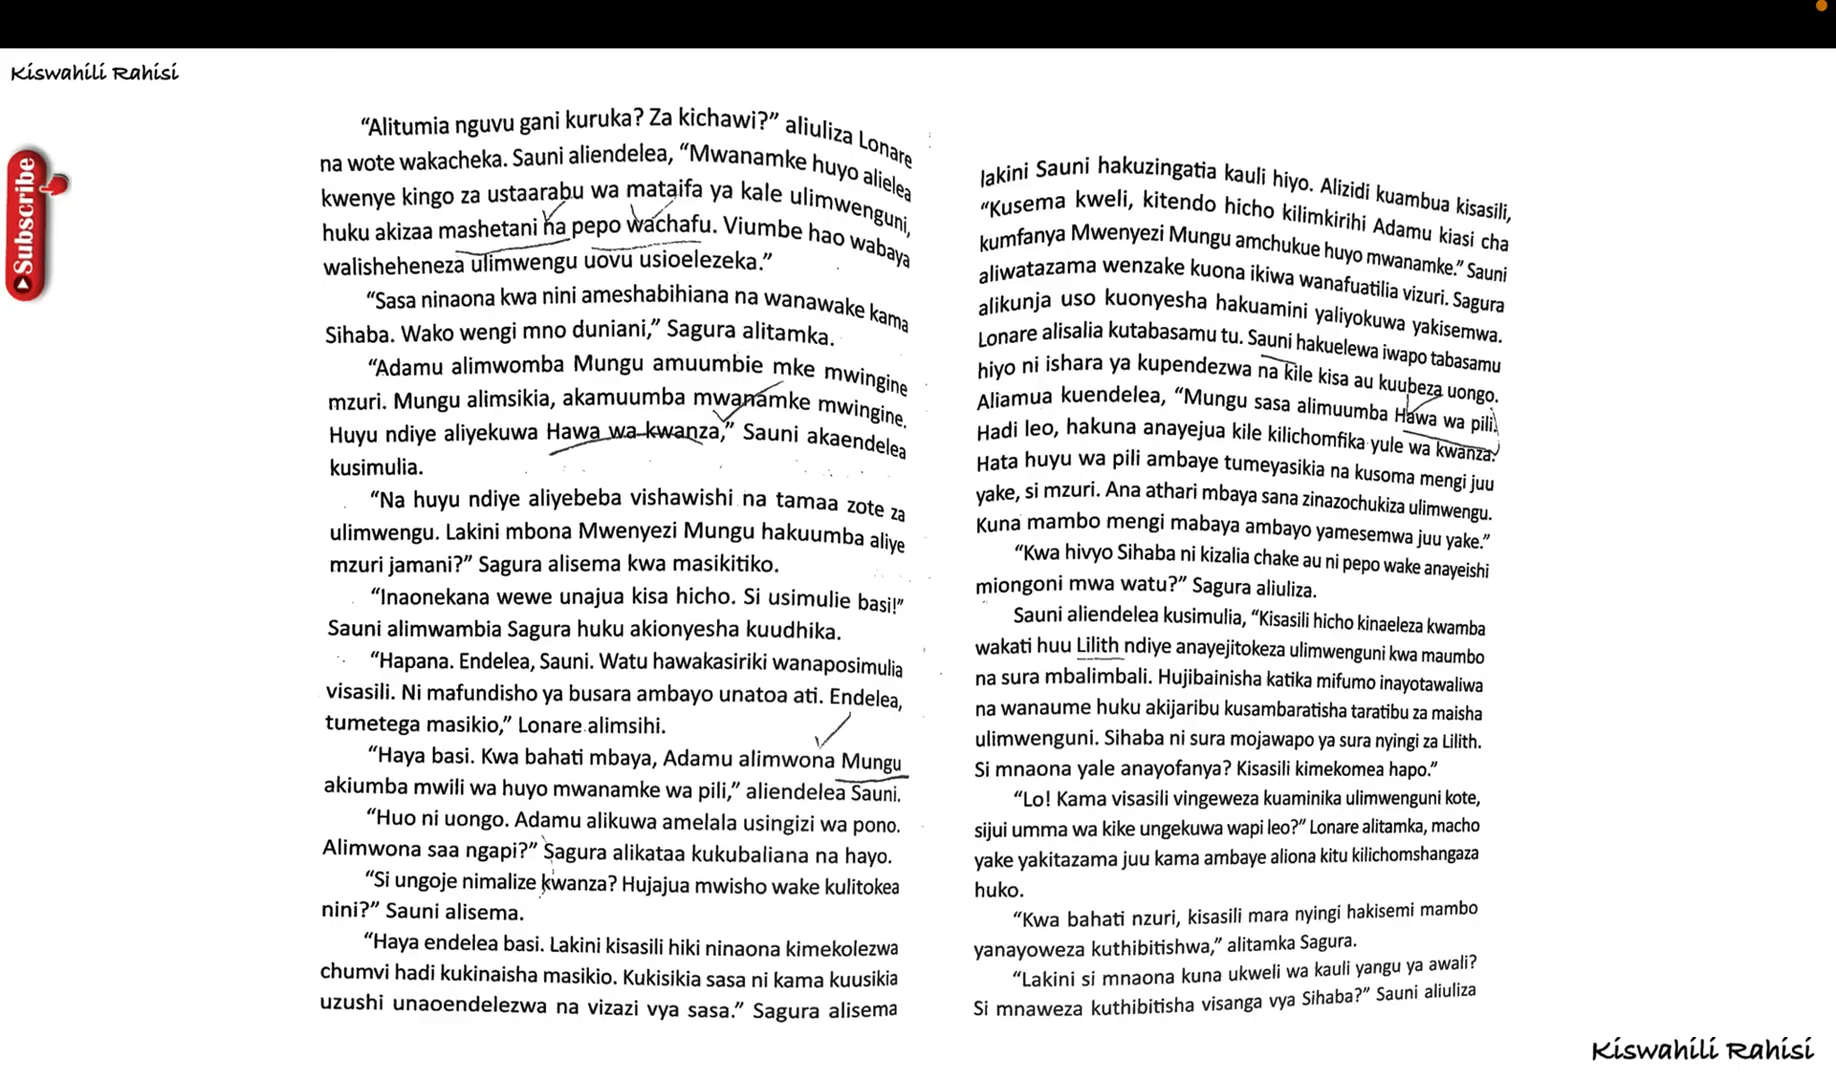 Kiswahili Rahisi
Subscribe
“Alitumia nguvu gani kuruka? Za kichawi?” aliuliza Lonare
na wote wakacheka. Sauni aliendelea, “Mwanamke huyo alielea
kwenye kingo za ustaarabu wa mataifa ya kale ulimwenguni,
huku akizaa mashetani na pepo wachafu. Viumbe hao wabaya
walisheheneza ulimwengu uovu usioelezeka.”
“Sasa ninaona kwa nini ameshabihiana na wanawake kama
Sihaba. Wako wengi mno duniani,” Sagura alitamka.
“Adamu alimwomba Mungu amuumbie mke mwingine
mzuri. Mungu alimsikia, akamuumba mwanamke mwingine.
Huyu ndiye aliyekuwa Hawa wa kwanza,” Sauni akaendelea
kusimulia.
“Na huyu ndiye aliyebeba vishawishi na tamaa zote za
ulimwengu. Lakini mbona Mwenyezi Mungu hakuumba aliye
mzuri jamani?” Sagura alisema kwa masikitiko.
“Inaonekana wewe unajua kisa hicho. Si usimulie basi!”
Sauni alimwambia Sagura huku akionyesha kuudhika.
“Hapana. Endelea, Sauni. Watu hawakasiriki wanaposimulia
visasili. Ni mafundisho ya busara ambayo unatoa ati. Endelea,
tumetega masikio,” Lonare alimsihi.
“Haya basi. Kwa bahati mbaya, Adamu alimwona Mungu
akiumba mwili wa huyo mwanamke wa pili,” aliendelea Sauni.
“Huo ni uongo. Adamu alikuwa amelala usingizi wa pono.
Alimwona saa ngapi?” Sagura alikataa kukubaliana na hayo.
“Si ungoje nimalize kwanza? Hujajua mwisho wake kulitokea
nini?” Sauni alisema.
“Haya endelea basi. Lakini kisasili hiki ninaona kimekolezwa
chumvi hadi kukinaisha masikio. Kukisikia sasa ni kama kuusikia
uzushi unaoendelezwa na vizazi vya sasa.” Sagura alisema
lakini Sauni hakuzingatia kauli hiyo. Alizidi kuambua kisasili,
“Kusema kweli, kitendo hicho kilimkirihi Adamu kiasi cha
kumfanya Mwenyezi Mungu amchukue huyo mwanamke.” Sauni
aliwatazama wenzake kuona ikiwa wanafuatilia vizuri. Sagura
alikunja uso kuonyesha hakuamini yaliyokuwa yakisemwa.
Lonare alisalia kutabasamu tu. Sauni hakuelewa iwapo tabasamu
hiyo ni ishara ya kupendezwa na kile kisa au kuubeza uongo.
Aliamua kuendelea, “Mungu sasa alimuumba Hawa wa pili.
Hadi leo, hakuna anayejua kile kilichomfika yule wa kwanza.
Hata huyu wa pili ambaye tumeyasikia na kusoma mengi juu
yake, si mzuri. Ana athari mbaya sana zinazochukiza ulimwengu.
Kuna mambo mengi mabaya ambayo yamesemwa juu yake.”
“Kwa hivyo Sihaba ni kizalia chake au ni pepo wake anayeishi
miongoni mwa watu?” Sagura aliuliza.
Sauni aliendelea kusimulia, “Kisasili hicho kinaeleza kwamba
wakati huu Lilith ndiye anayejitokeza ulimwenguni kwa maumbo
na sura mbalimbali. Hujibainisha katika mifumo inayotawaliwa
na wanaume huku akijaribu kusambaratisha taratibu za maisha
ulimwenguni. Sihaba ni sura mojawapo ya sura nyingi za Lilith.
Si mnaona yale anayofanya? Kisasili kimekomea hapo.”
“Lo! Kama visasili vingeweza kuaminika ulimwenguni kote,
sijui umma wa kike ungekuwa wapi leo?” Lonare alitamka, macho
yake yakitazama juu kama ambaye aliona kitu kilichomshangaza
huko.
“Kwa bahati nzuri, kisasili mara nyingi hakisemi mambo
yanayoweza kuthibitishwa,” alitamka Sagura.
“Lakini si mnaona kuna ukweli wa kauli yangu ya awali?
Si mnaweza kuthibitisha visanga vya Sihaba?” Sauni aliuliza
Kiswahili Rahisi